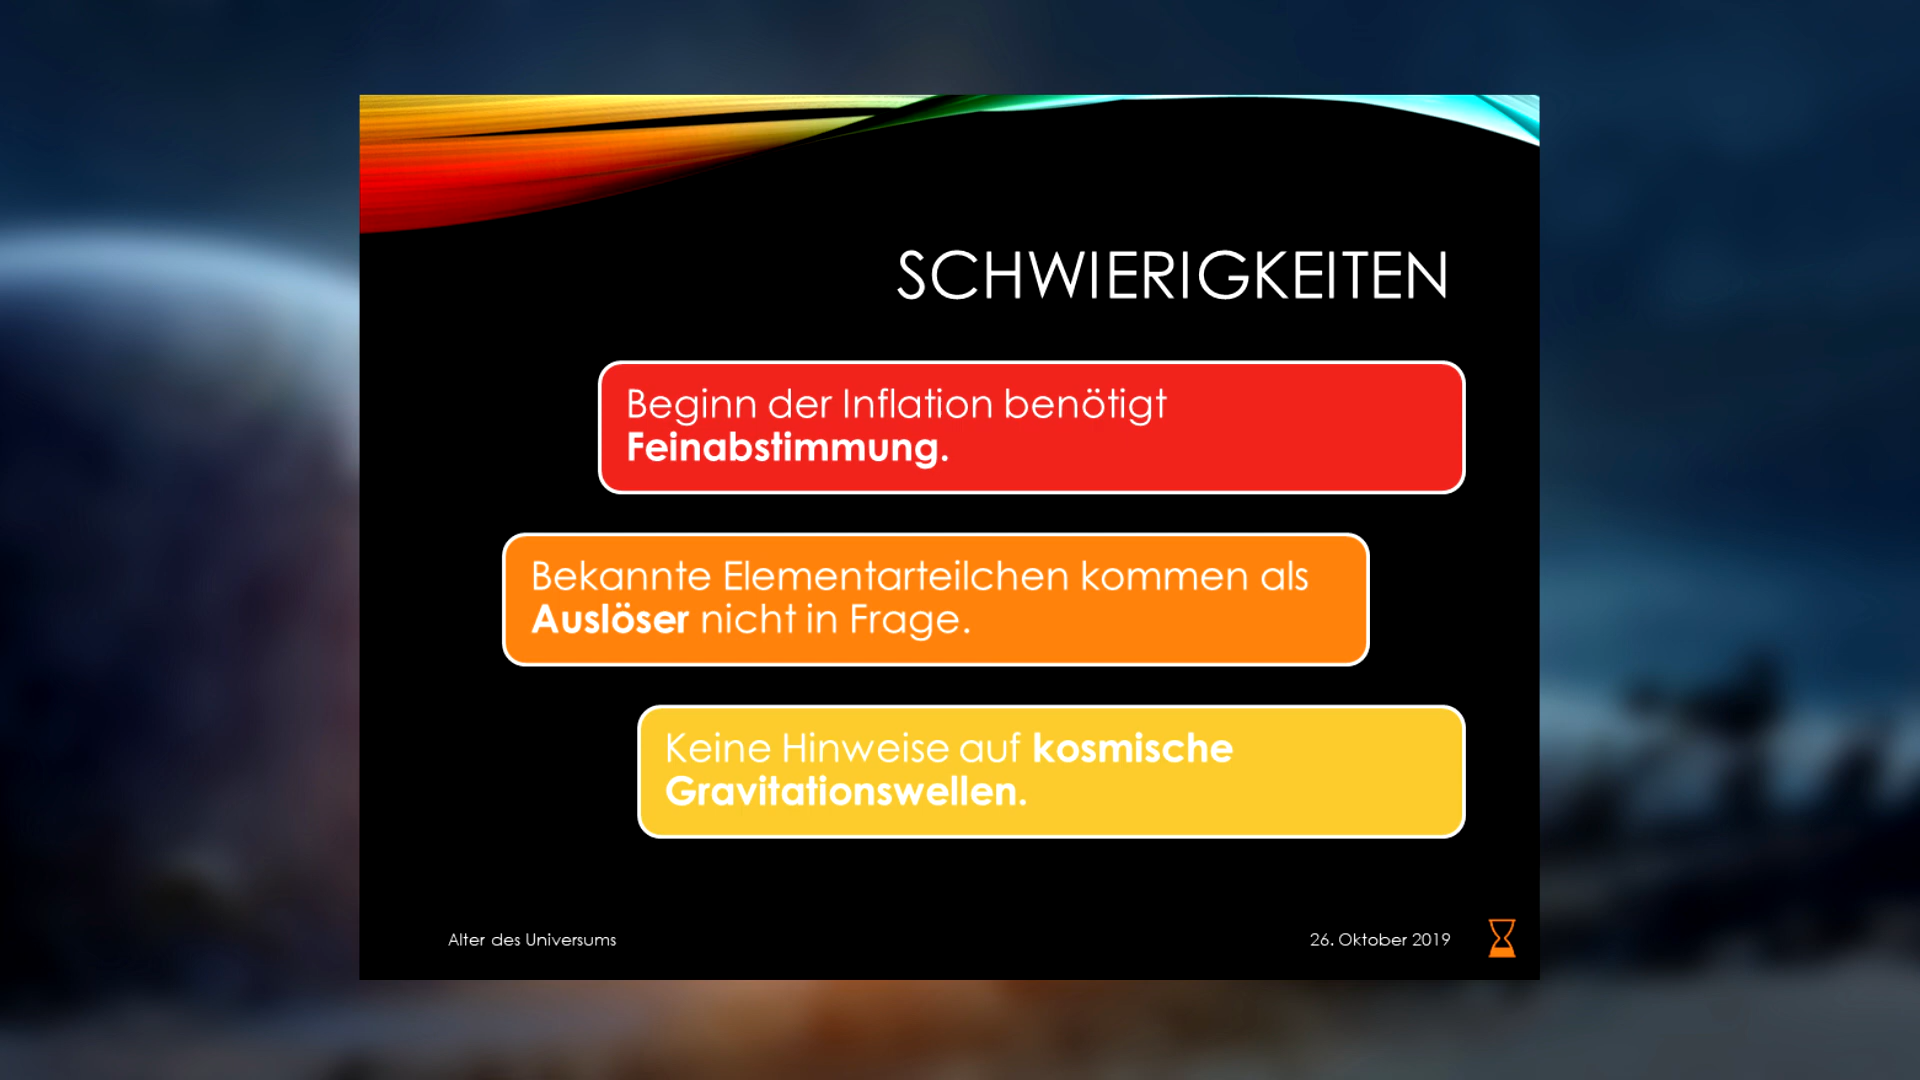 SCHWIERIGKEITEN
Beginn der Inflation benötigt
Feinabstimmung.
Bekannte Elementarteilchen kommen als
Auslöser nicht in Frage.
Keine Hinweise auf kosmische
Gravitationswellen.
Alter des Universums
26. Oktober 2019